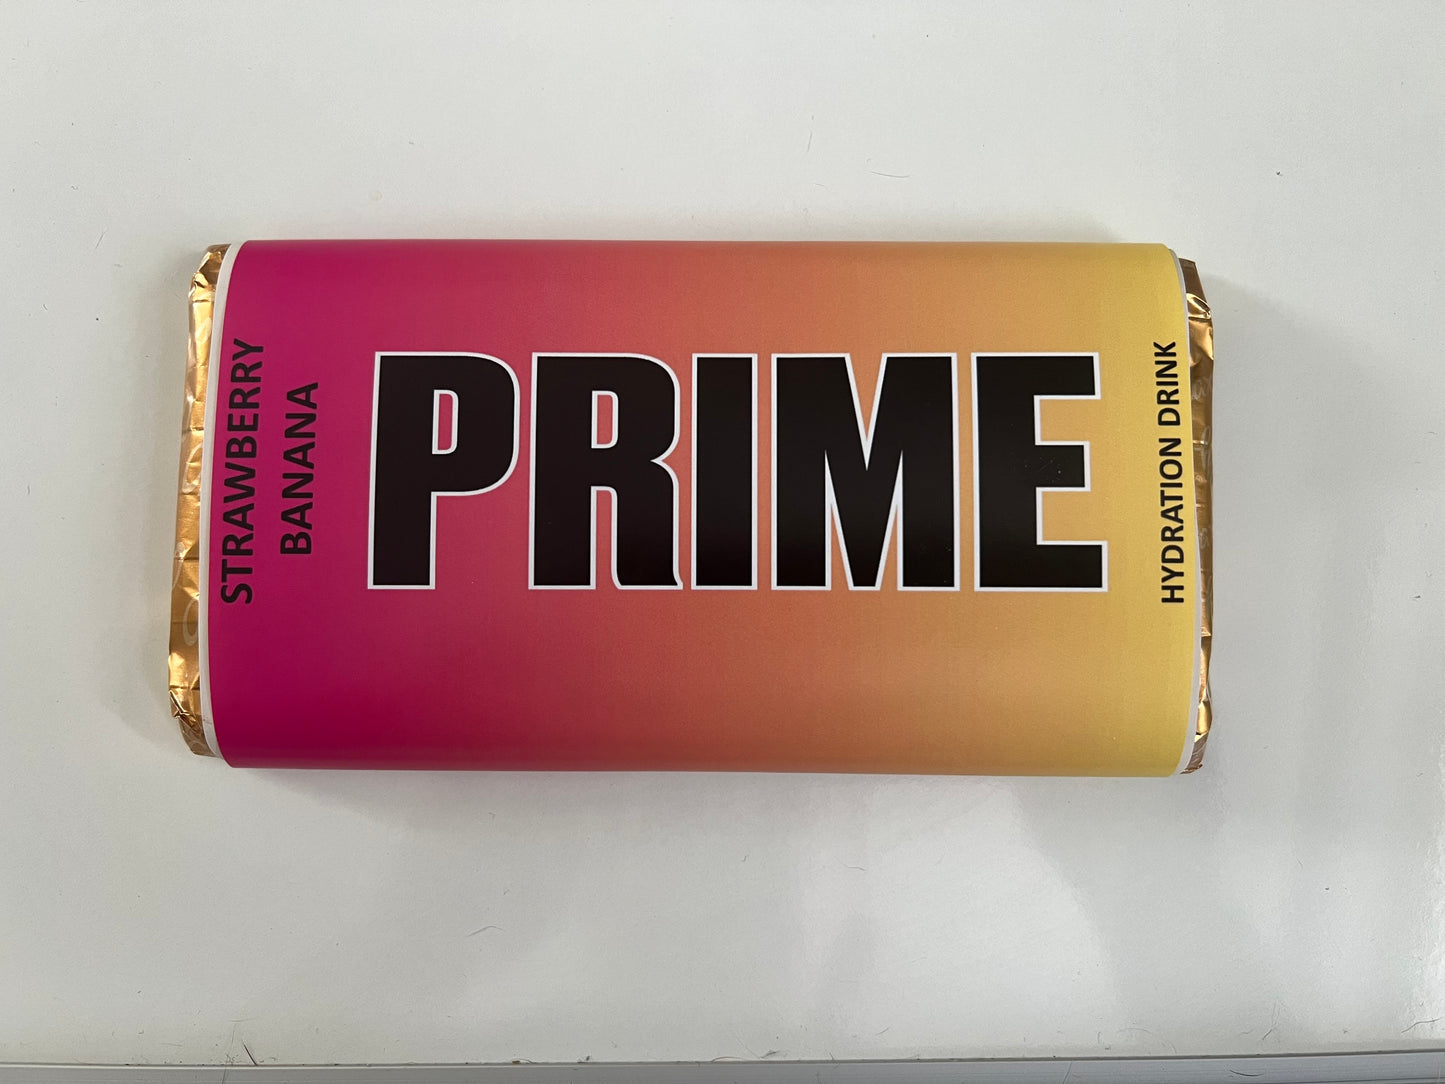 STRAWBERRY
BANANA
PRIME
HYDRATION DRINK